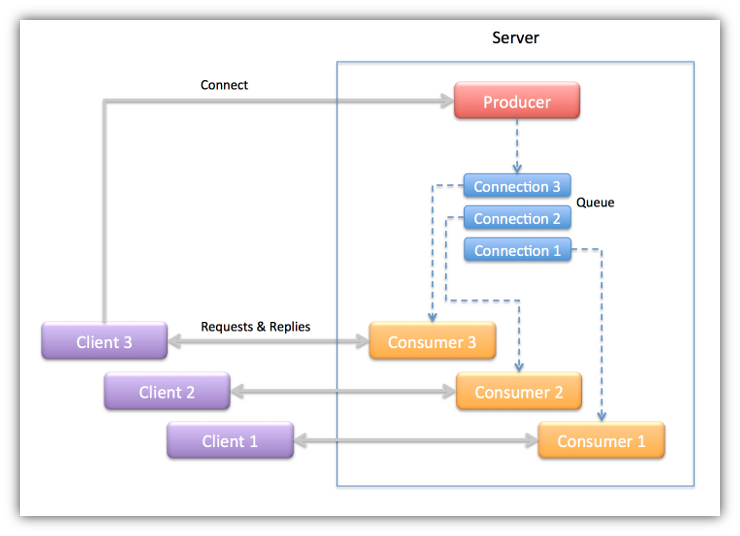 Server
Connect
Producer
Connection 3
Queue
Connection 2
Connection 1
Requests & Replies
Client 3
Consumer 3
Client 2
Consumer 2
Client 1
Consumer 1